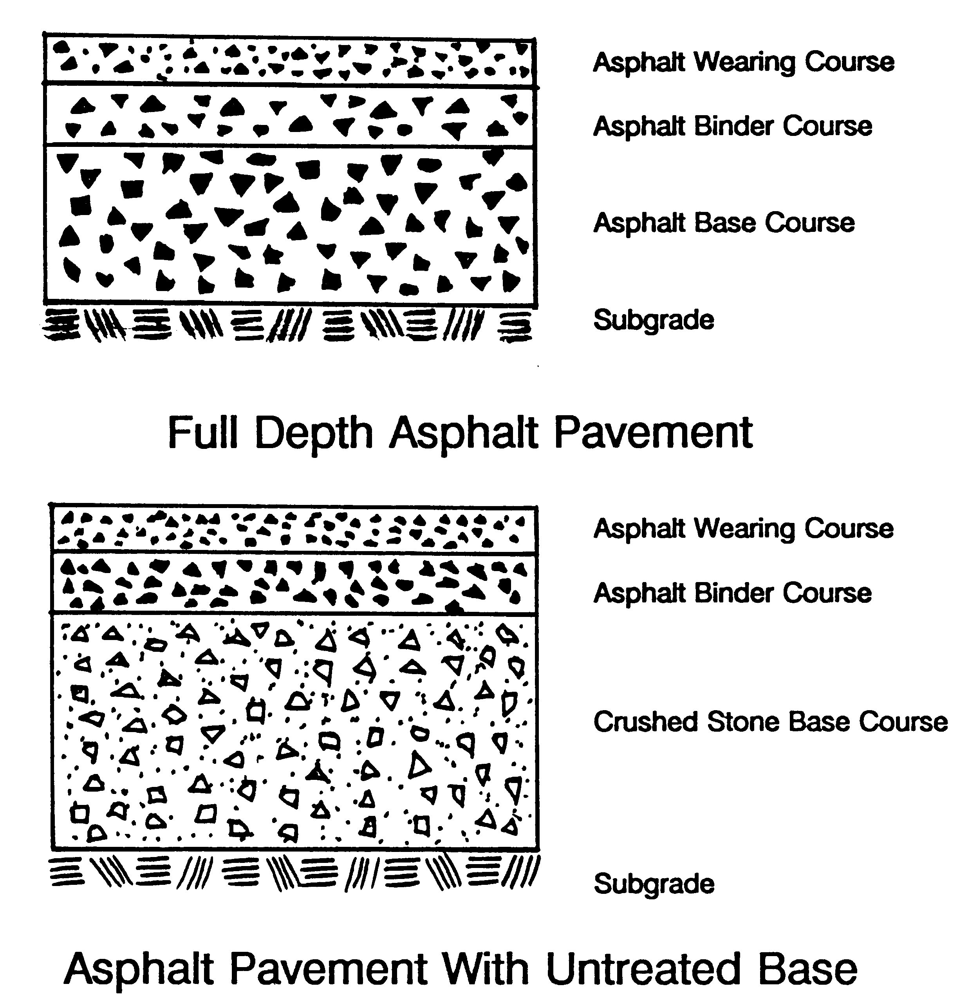 Asphalt Wearing Course
Asphalt Binder Course
Asphalt Base Course
Subgrade
Full Depth Asphalt Pavement
Asphalt Wearing Course
Asphalt Binder Course
Crushed Stone Base Course
Subgrade
Asphalt Pavement With Untreated Base